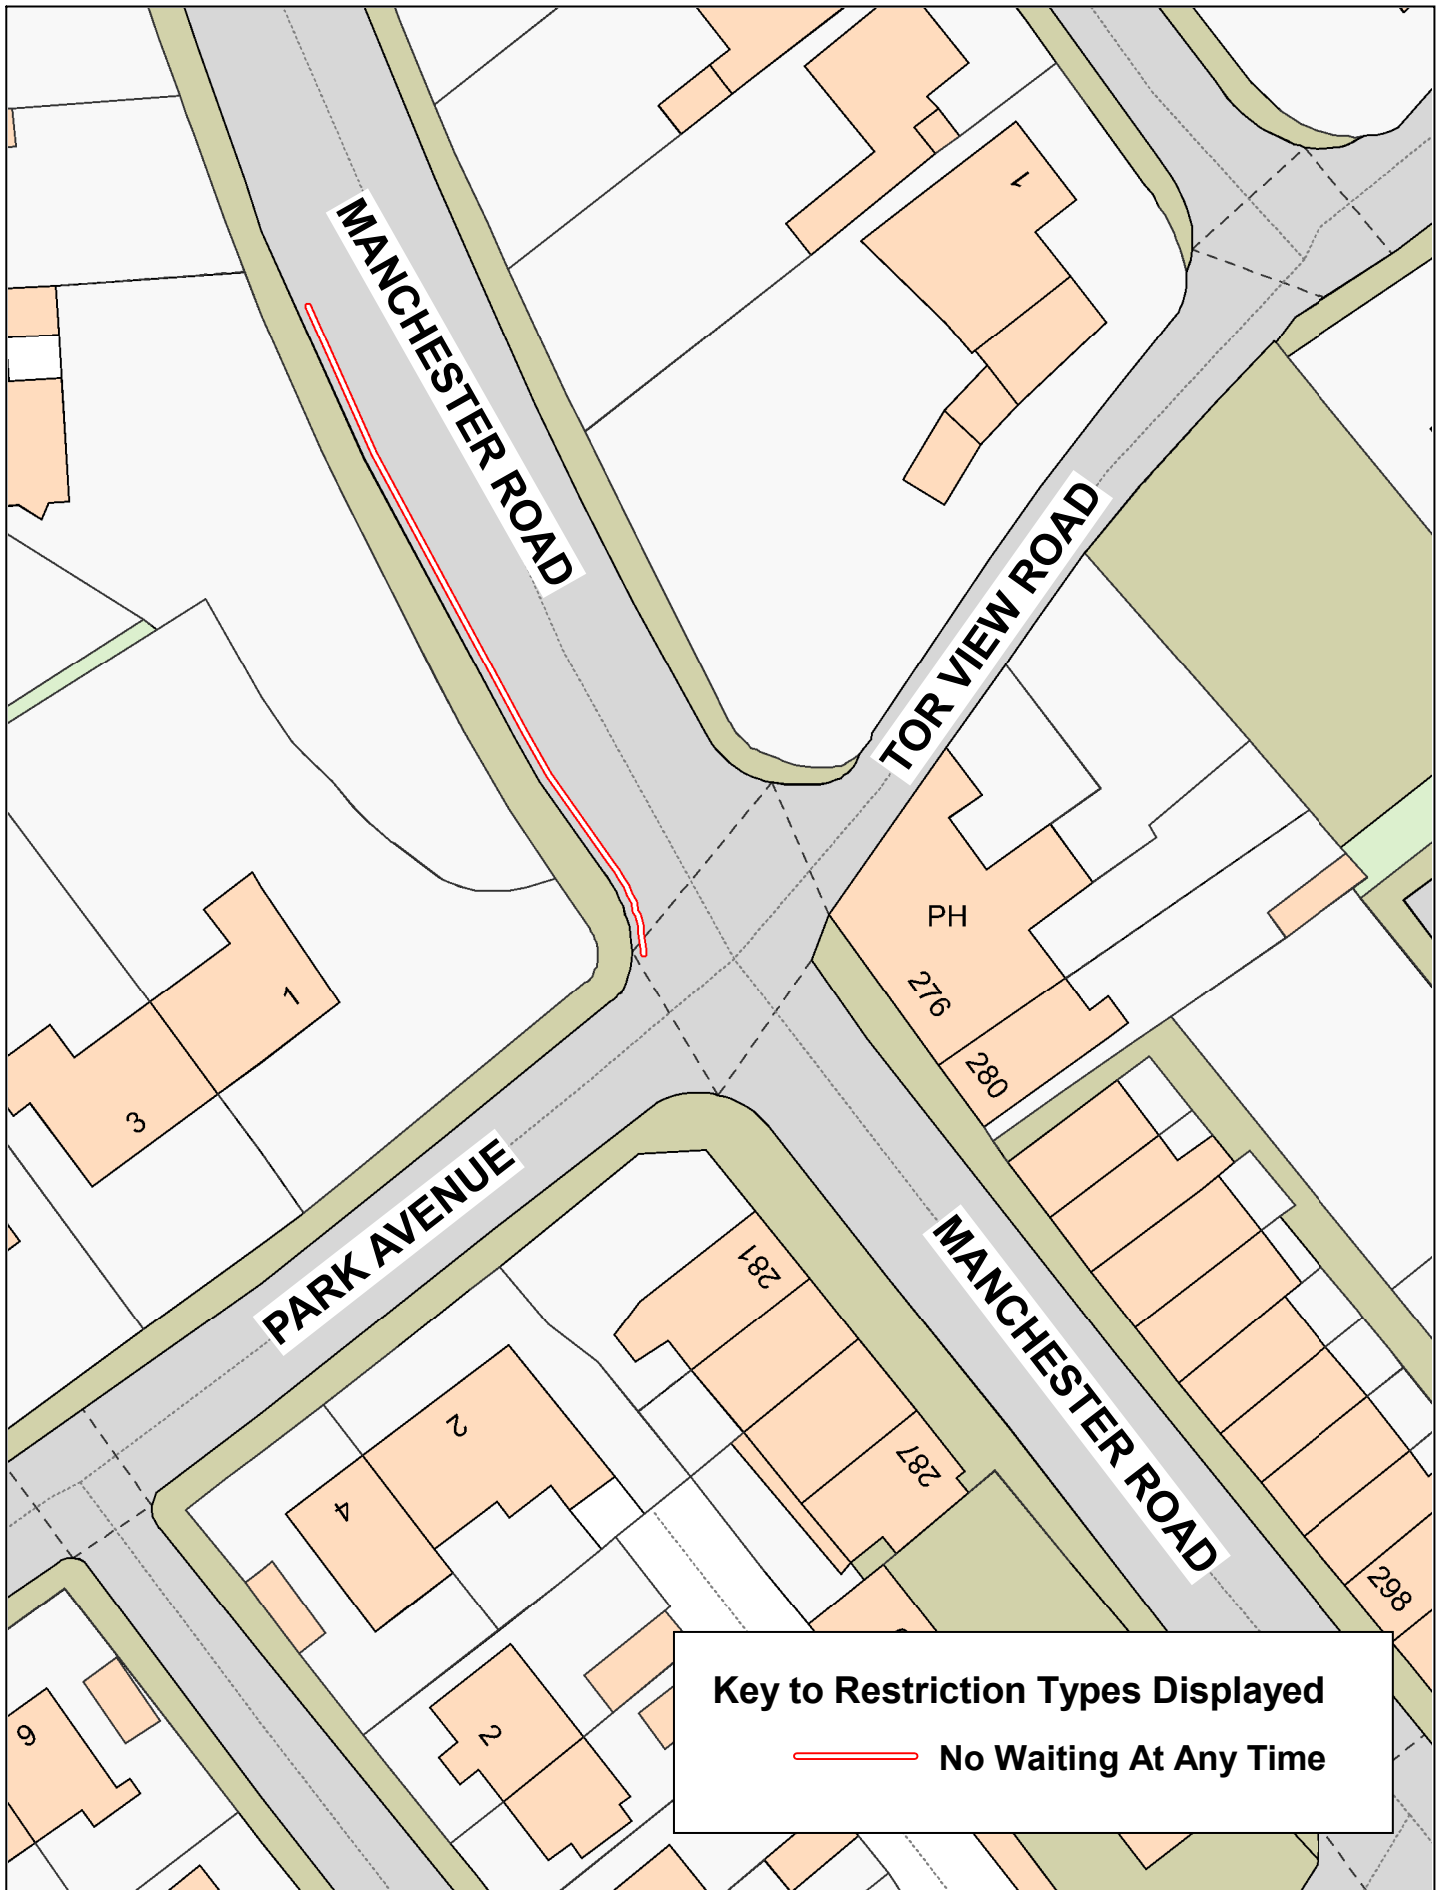 1
MANCHESTER ROAD
TOR VIEW ROAD
PH
276
280
1
3
PARK AVENUE
281
MANCHESTER ROAD
287
2
4
298
9
2
Key to Restriction Types Displayed
No Waiting At Any Time